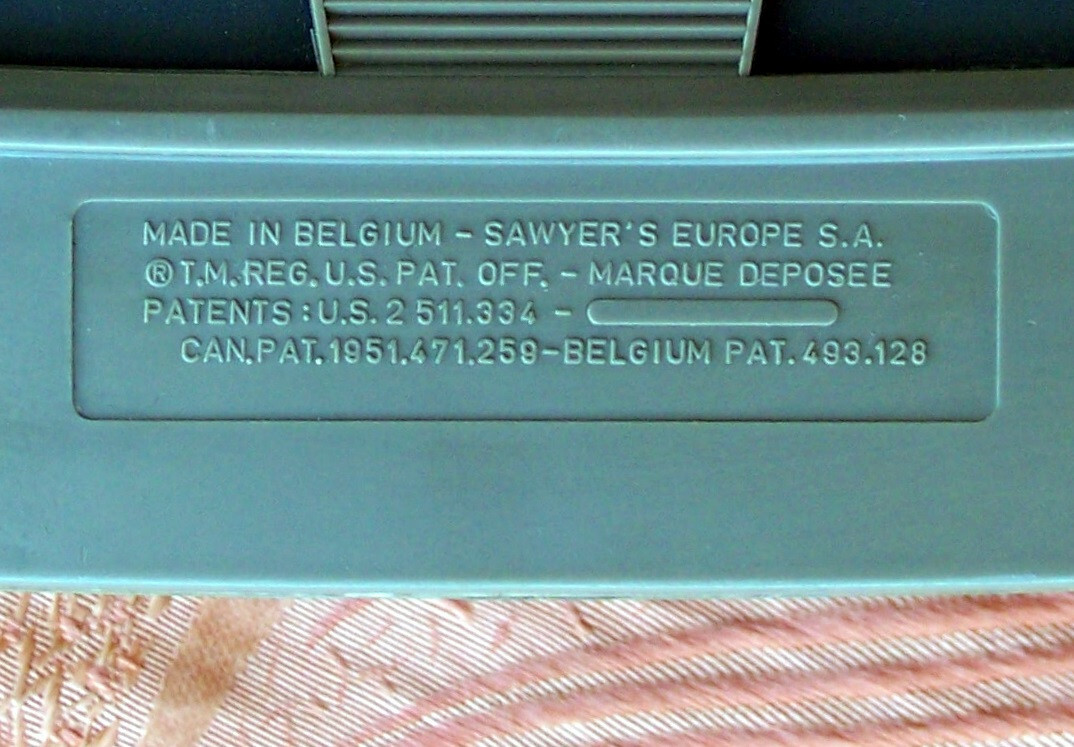 MADE IN BELGIUM - SAWYER'S EUROPE S.A.
® T.M. REG. U.S. PAT. OFF. - MARQUE DEPOSEE
PATENTS : U.S. 2 511.334 -
CAN. PAT. 1951.471.259-BELGIUM PAT. 493.128